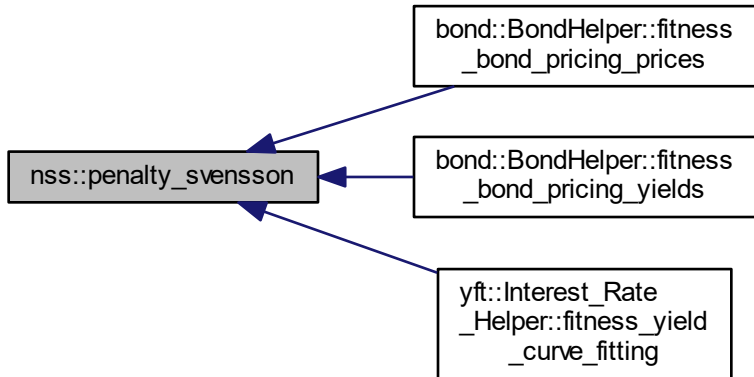 bond::BondHelper::fitness
_bond_pricing_prices
nss::penalty_svensson
bond::BondHelper::fitness
_bond_pricing_yields
yft::Interest_Rate
_Helper::fitness_yield
_curve_fitting